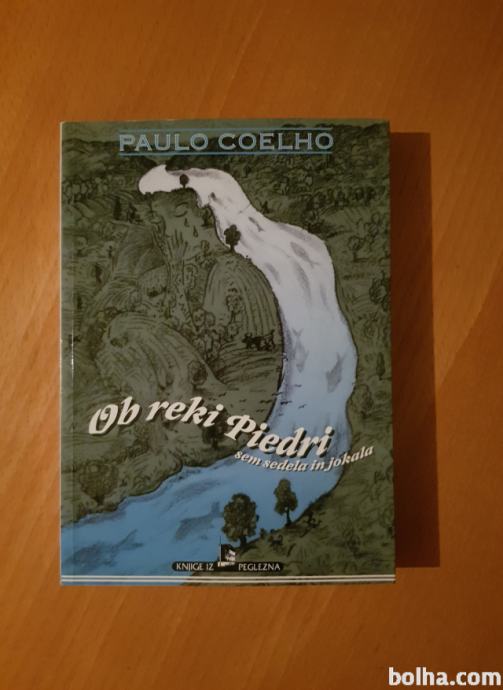 PAULO COELHO
Ob reki Piedri
sem sedela in jokala
KNJIGE IZ PEGLEZNA
bolha.com